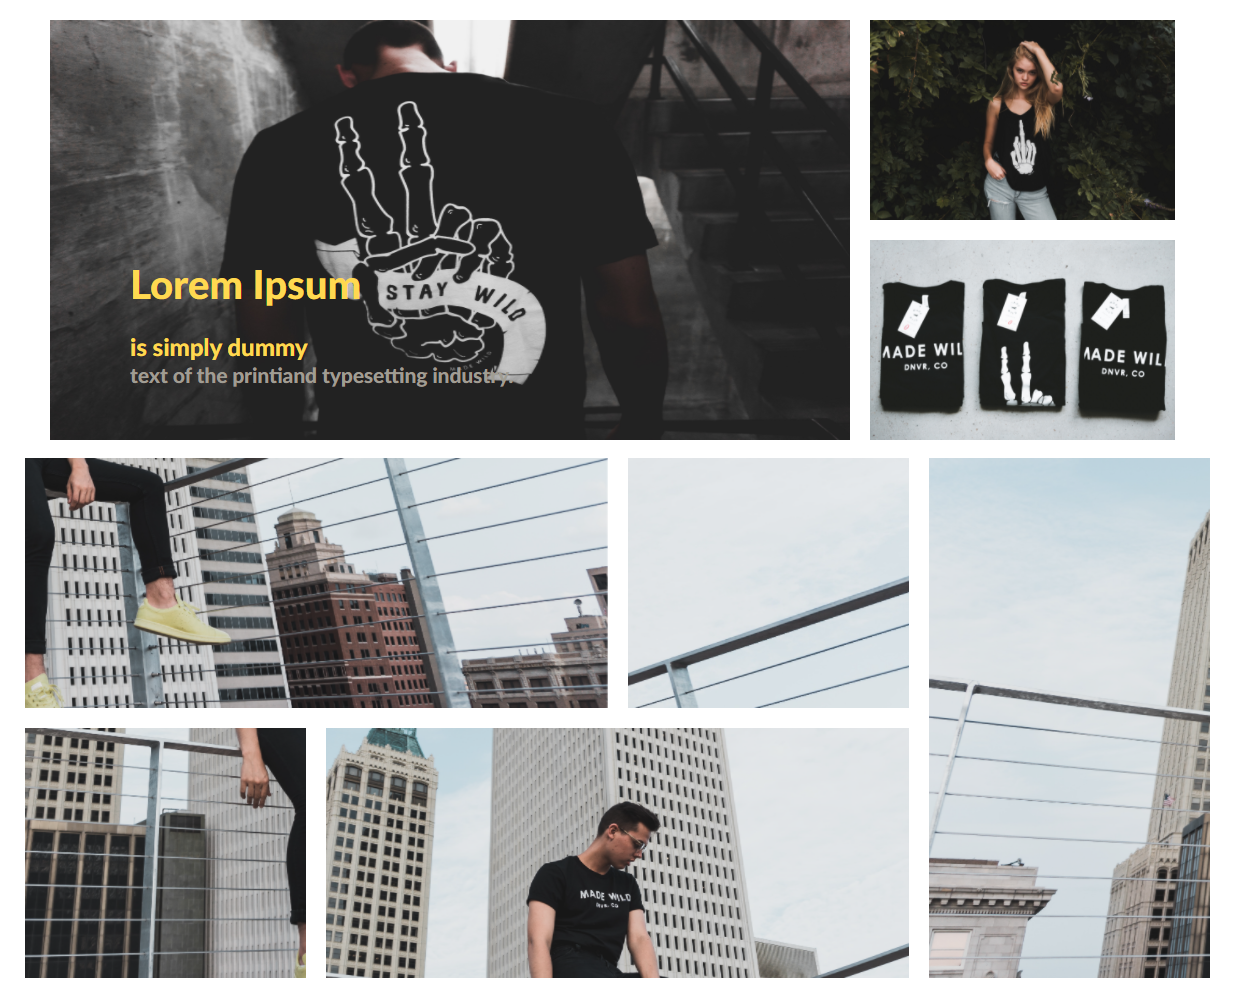 Lorem Ipsum
is simply dummy
text of the printiand typesetting industry.
STAY WILD
MADE WIL
DNVR, CO
MADE WIL
DNVR, CO
MADE WILD
DNVR, CO